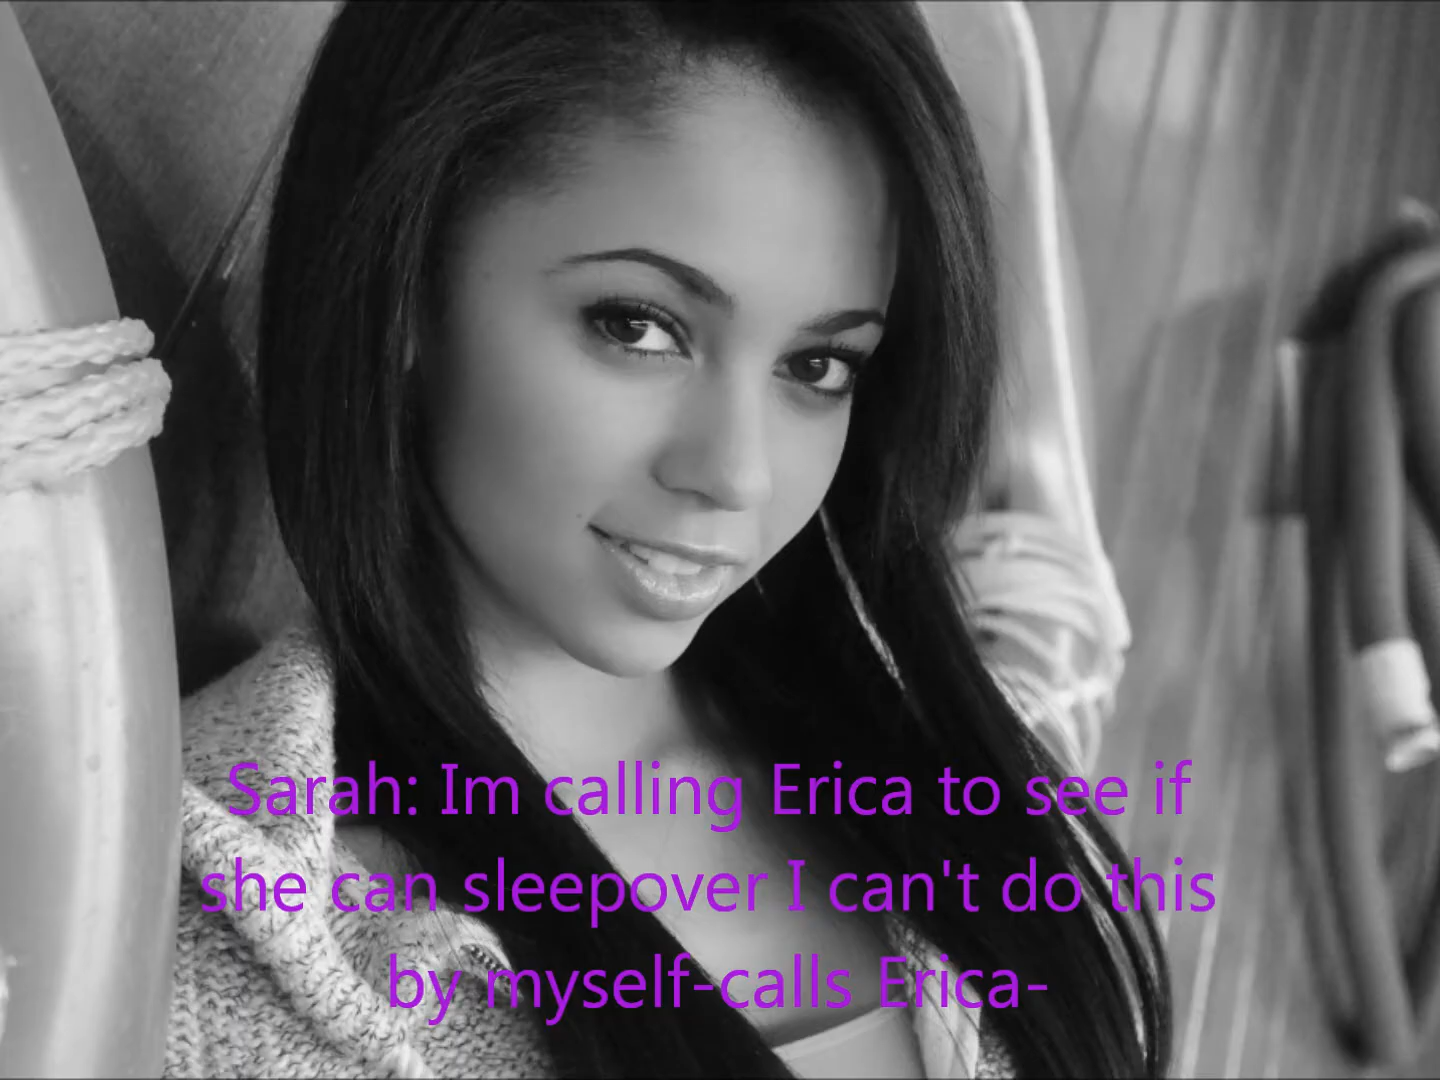 Sarah: Im calling Erica to see if
she can sleepover I can't do this
by myself-calls Erica-